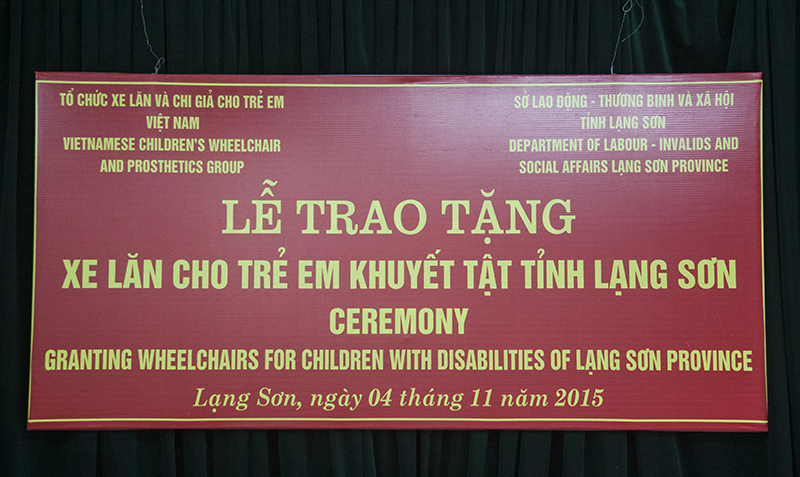 TỔ CHỨC XE LĂN VÀ CHI GIẢ CHO TRẺ EM
VIỆT NAM
VIETNAMESE CHILDREN'S WHEELCHAIR
AND PROSTHETICS GROUP
SỞ LAO ĐỘNG - THƯƠNG BINH VÀ XÃ HỘI
TỈNH LẠNG SƠN
DEPARTMENT OF LABOUR - INVALIDS AND
SOCIAL AFFAIRS LẠNG SƠN PROVINCE
LỄ TRAO TẶNG
XE LĂN CHO TRẺ EM KHUYẾT TẬT TỈNH LẠNG SƠN
CEREMONY
GRANTING WHEELCHAIRS FOR CHILDREN WITH DISABILITIES OF LẠNG SƠN PROVINCE
Lạng Sơn, ngày 04 tháng 11 năm 2015